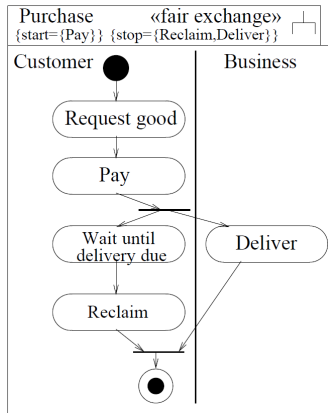 Purchase «fair exchange»
{start={Pay}} {stop={Reclaim,Deliver}}
Customer Business
Request good
Pay
Wait until
delivery due
Deliver
Reclaim